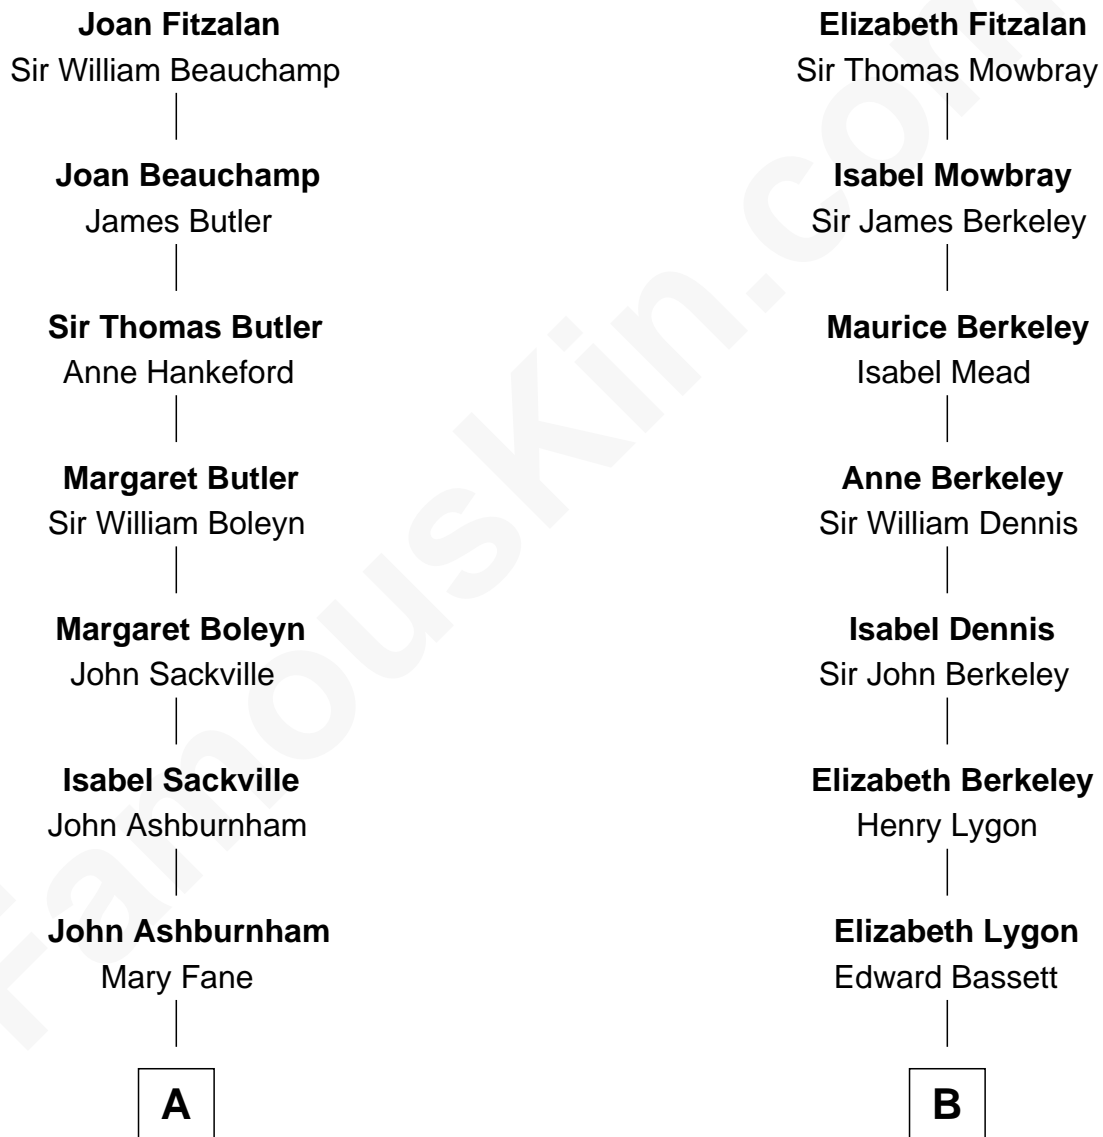 Joan Fitzalan
Sir William Beauchamp
Joan Beauchamp
James Butler
Sir Thomas Butler
Anne Hankeford
Margaret Butler
Sir William Boleyn
Margaret Boleyn
John Sackville
Isabel Sackville
John Ashburnham
John Ashburnham
Mary Fane
A
Elizabeth Fitzalan
Sir Thomas Mowbray
Isabel Mowbray
Sir James Berkeley
Maurice Berkeley
Isabel Mead
Anne Berkeley
Sir William Dennis
Isabel Dennis
Sir John Berkeley
Elizabeth Berkeley
Henry Lygon
Elizabeth Lygon
Edward Bassett
B
FamousKin.com